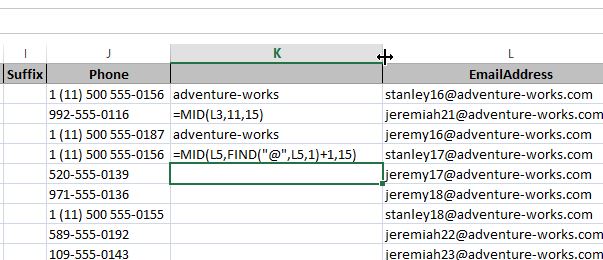 I J K L
Suffix Phone EmailAddress
1 (11) 500 555-0156 adventure-works stanley16@adventure-works.com
992-555-0116 =MID(L3,11,15) jeremiah21@adventure-works.com
1 (11) 500 555-0187 adventure-works jeremy16@adventure-works.com
1 (11) 500 555-0156 =MID(L5,FIND("@",L5,1)+1,15) stanley17@adventure-works.com
520-555-0139 jeremy17@adventure-works.com
971-555-0136 jeremy18@adventure-works.com
1 (11) 500 555-0155 stanley18@adventure-works.com
589-555-0192 jeremiah22@adventure-works.com
109-555-0143 jeremiah23@adventure-works.com